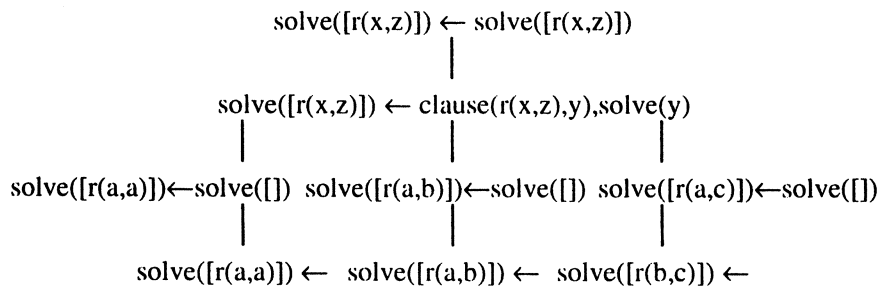 solve([r(x,z)]) ← solve([r(x,z)])
solve([r(x,z)]) ← clause(r(x,z),y),solve(y)
solve([r(a,a)])←solve([]) solve([r(a,b)])←solve([]) solve([r(a,c)])←solve([])
solve([r(a,a)]) ← solve([r(a,b)]) ← solve([r(b,c)]) ←